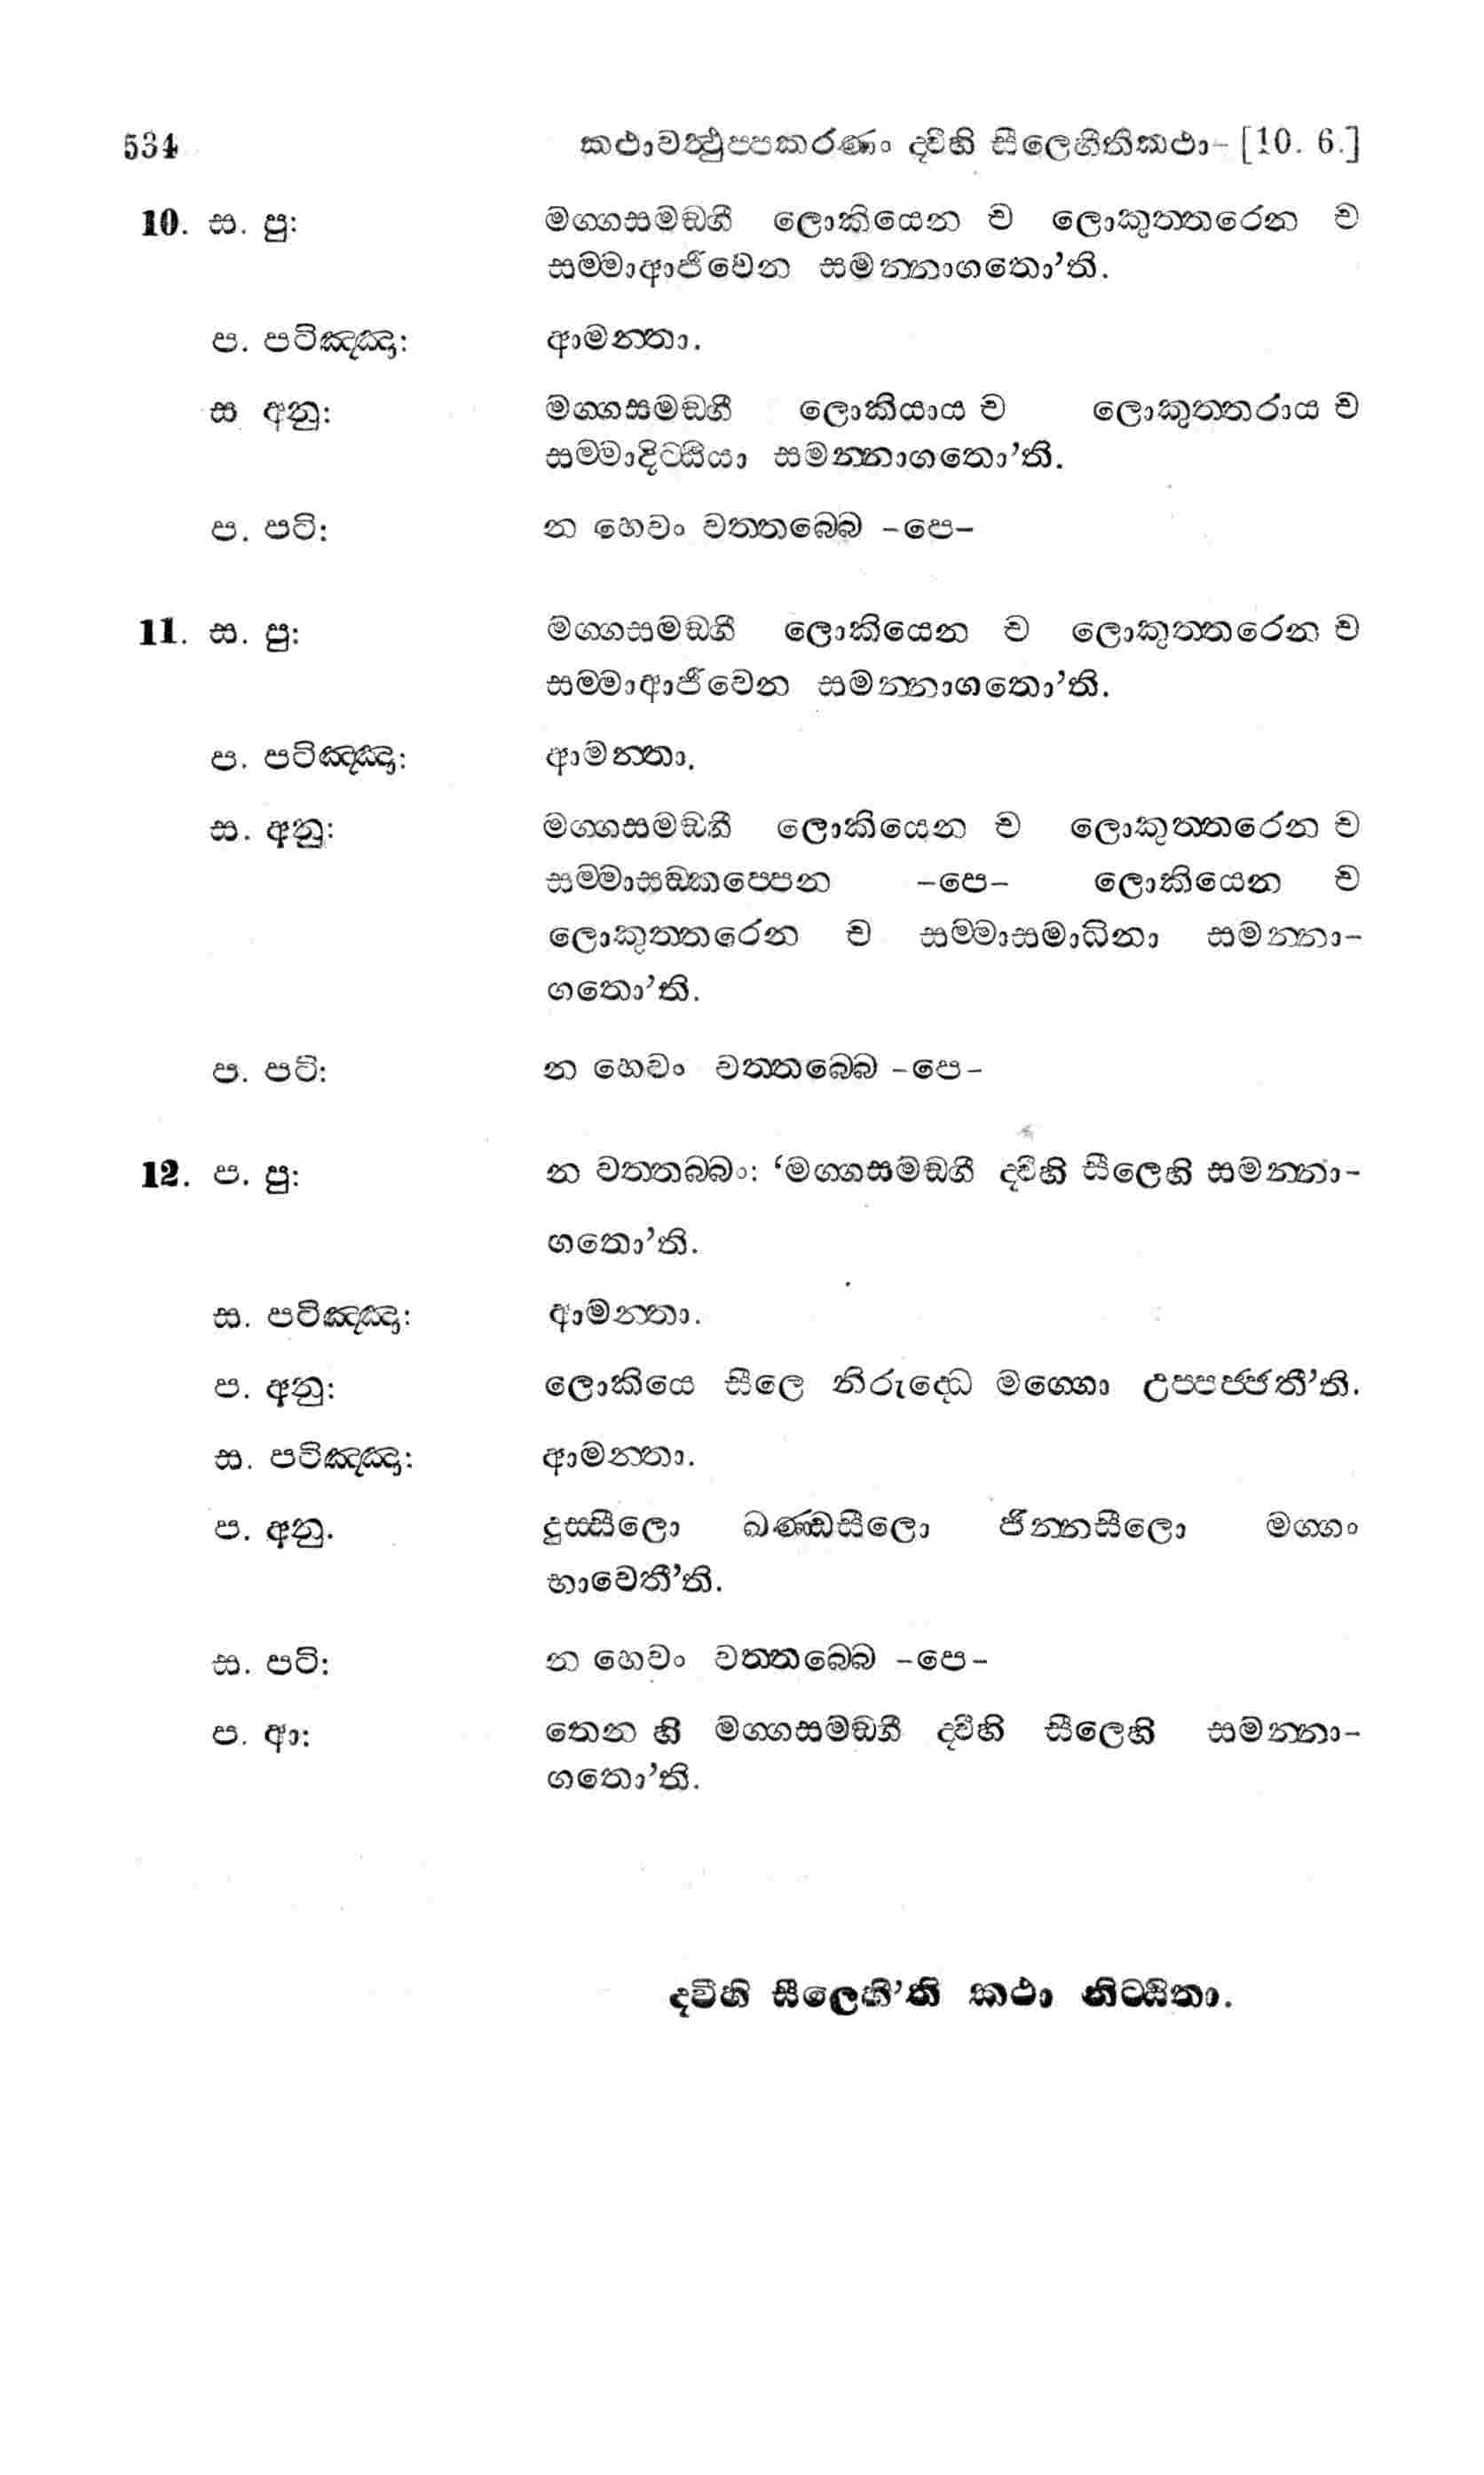 534 කථාවත්‍ථුප්පකරණං ද්වීහි සීලෙහීතිකථා- [10. 6.]
10. ස. පු: මග්ගසමඞ්ගී ලොකියෙන ච ලොකුත්තරෙන ච
සම්මාආජීවෙන සමන්නාගතො’ති.
ප. පටිඤ්ඤා: ආමන්තා.
ස අනු: මග්ගසමඞ්ගී ලොකියාය ච ලොකුත්තරාය ච
සම්මාදිට්ඨියා සමන්නාගතො’ති.
ප. පටි: න හෙවං වත්තබ්බෙ -පෙ-
11. ස. පු: මග්ගසමඞ්ගී ලොකියෙන ච ලොකුත්තරෙන ච
සම්මාආජීවෙන සමන්නාගතො’ති.
ප. පටිඤ්ඤා: ආමන්තා.
ස. අනු: මග්ගසමඞ්ගී ලොකියෙන ච ලොකුත්තරෙන ච
සම්මාසඞ්කප්පෙන -පෙ- ලොකියෙන ච
ලොකුත්තරෙන ච සම්මාසමාධිනා සමන්නා-
ගතො’ති.
ප. පටි: න හෙවං වත්තබ්බෙ -පෙ-
12. ප. පු: න වත්තබ්බං: ‘මග්ගසමඞ්ගී ද්වීහි සීලෙහි සමන්නා-
ගතො’ති.
ස. පටිඤ්ඤා: ආමන්තා.
ප. අනු: ලොකියෙ සීලෙ නිරුද්ධෙ මග්ගො උප්පජ්ජතී’ති.
ස. පටිඤ්ඤා: ආමන්තා.
ප. අනු. දුස්සීලො ඛණ්ඩසීලො ඡින්නසීලො මග්ගං
භාවෙතී’ති.
ස. පටි: න හෙවං වත්තබ්බෙ -පෙ-
ප. ආ: තෙන හි මග්ගසමඞ්ගී ද්වීහි සීලෙහි සමන්නා-
ගතො’ති.
ද්වීහි සීලෙහී’ති කථා නිට්ඨිතා.